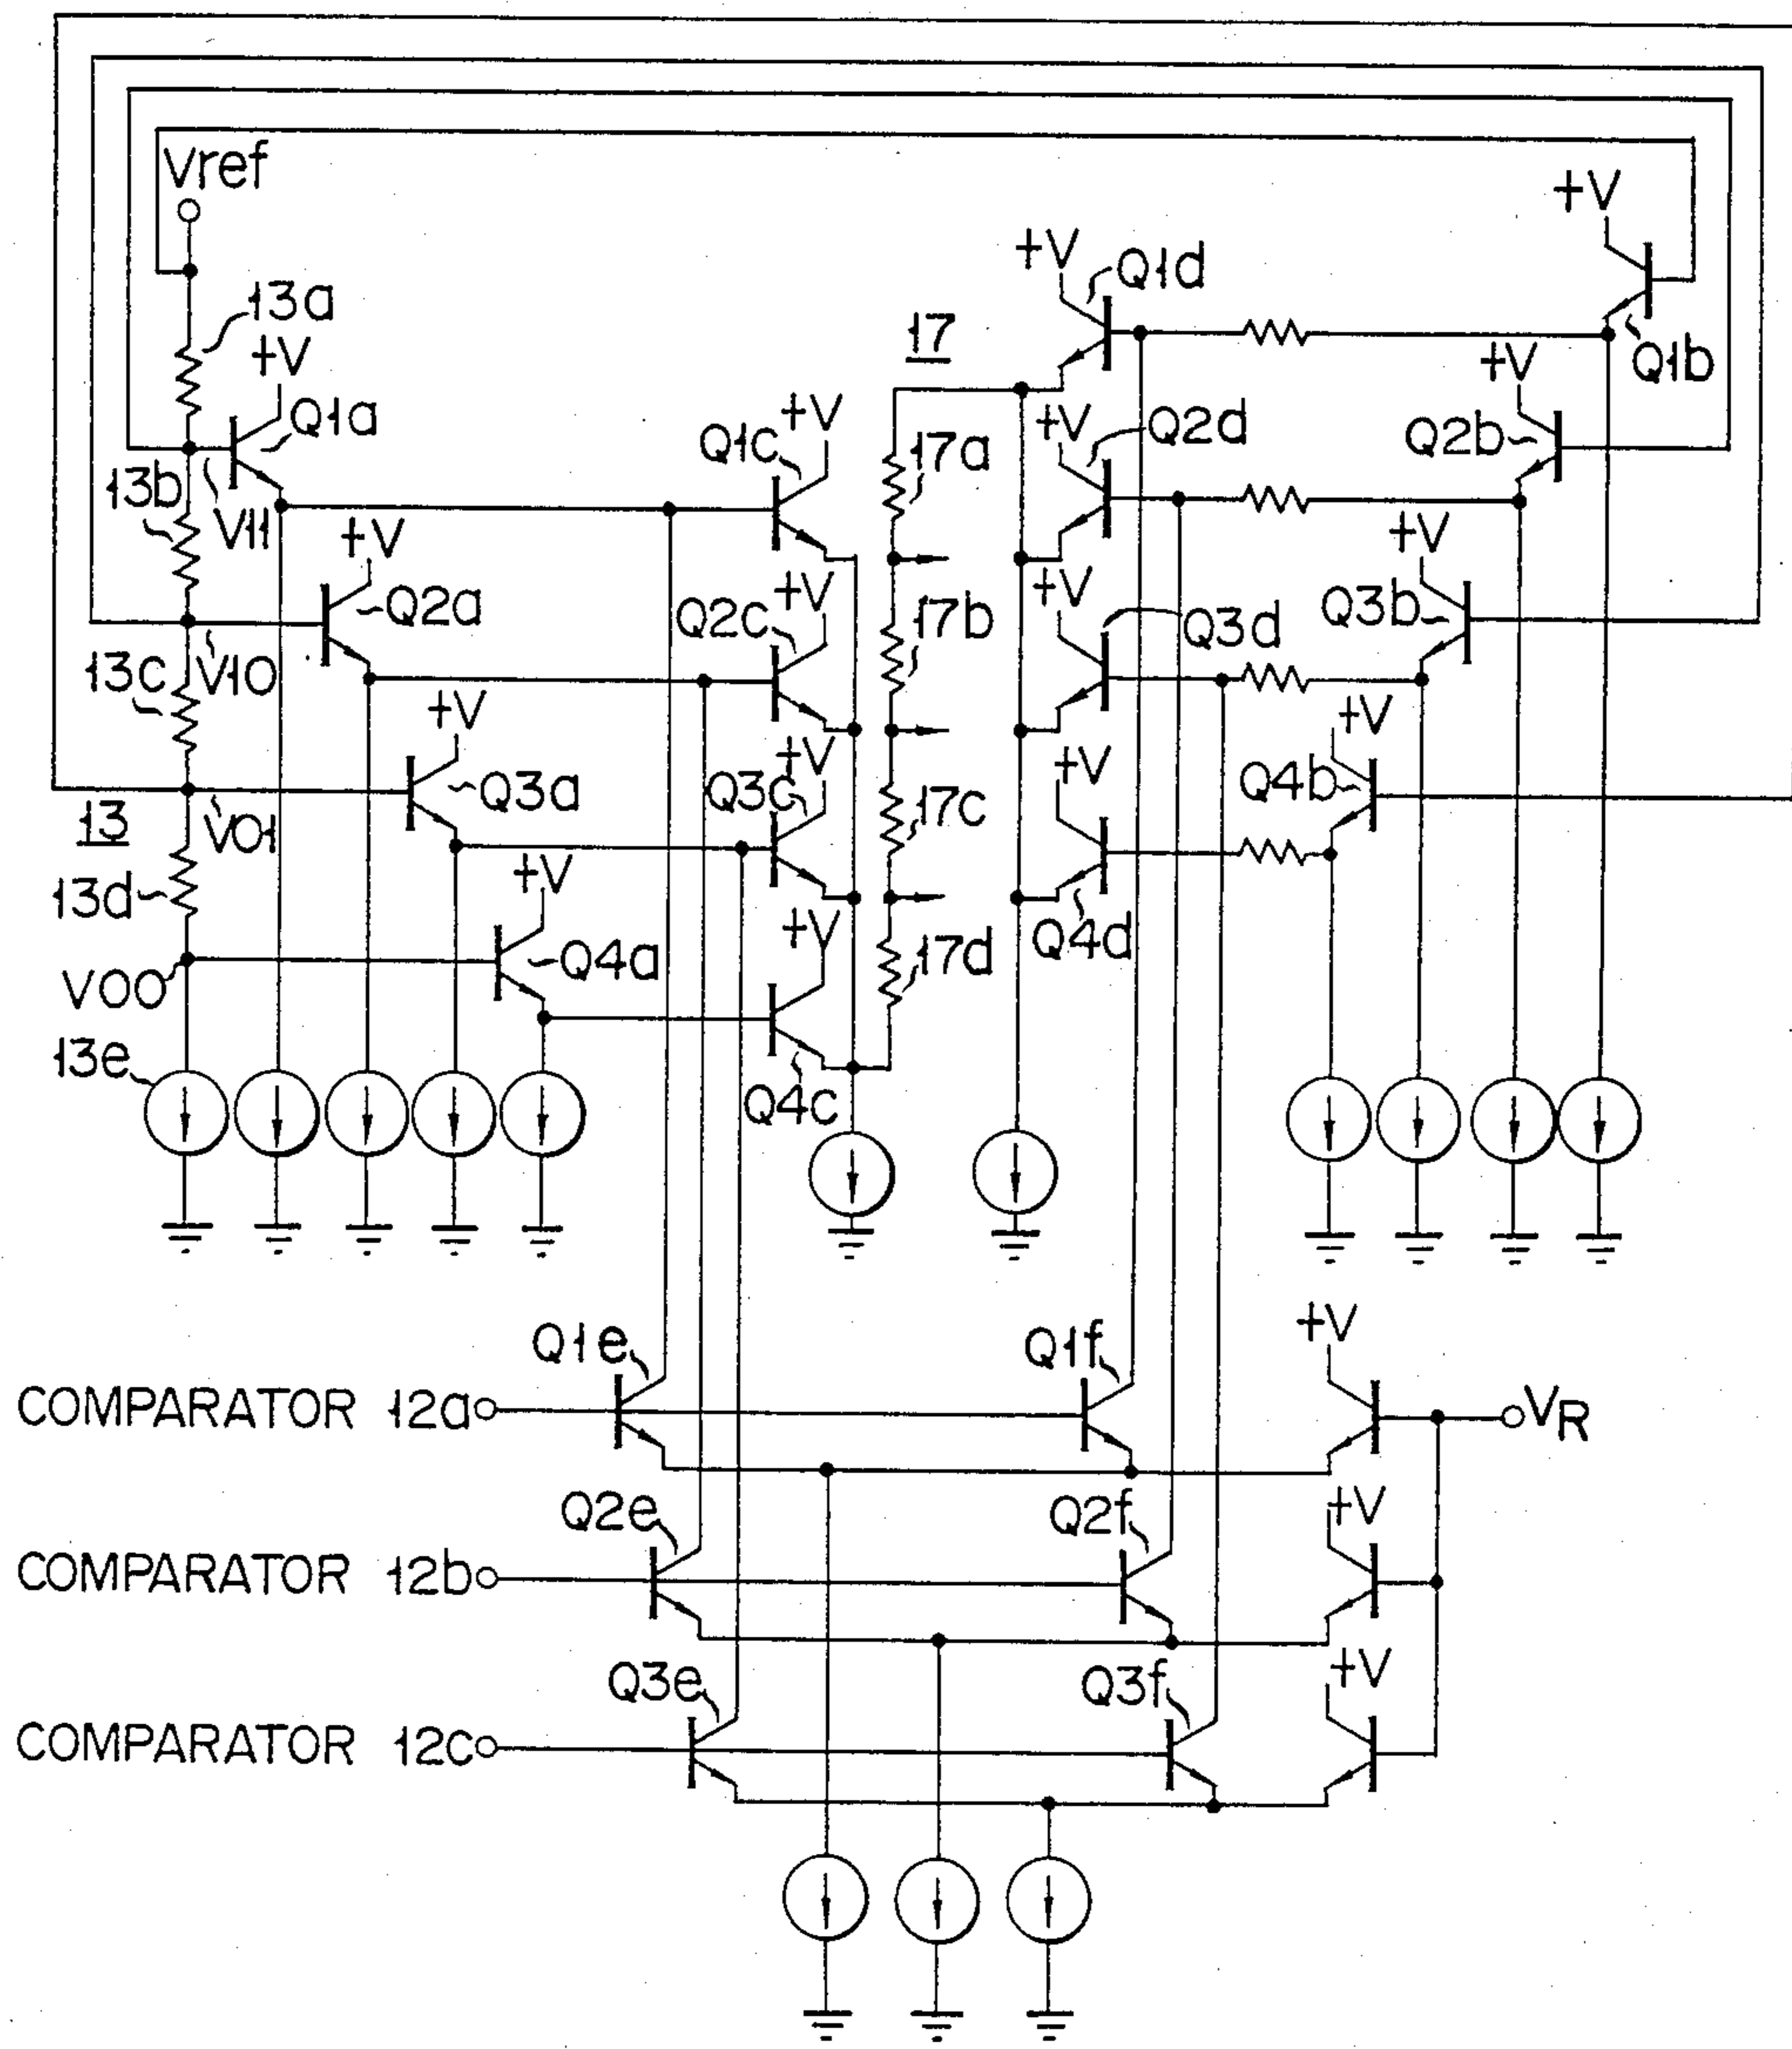 Vref
+V
13a
+V
Q1d
17
+V
Q1b
+V
Q1a
+V
Q1c
+V
Q2d
Q2b
17a
13b
V11
+V
+V
Q2a
+V
Q2c
+V
17b
Q3d
Q3b
13c
V10
+V
+V
+V
Q3a
Q3c
+V
Q4b
17c
13
V01
+V
13d
+V
Q4d
17d
Q4a
V00
13e
Q4c
Q1e
Q1f
+V
COMPARATOR 12a
VR
Q2e
Q2f
+V
COMPARATOR 12b
Q3e
Q3f
+V
COMPARATOR 12c